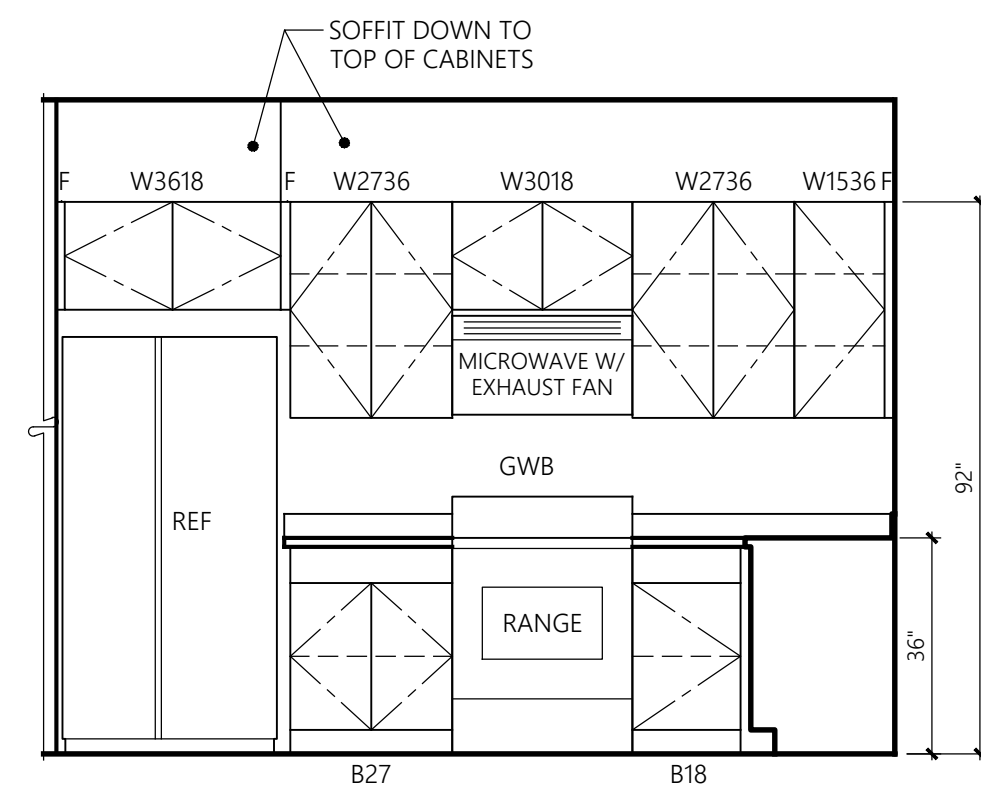 SOFFIT DOWN TO
TOP OF CABINETS
F W3618 F W2736 W3018 W2736 W1536 F
MICROWAVE W/
EXHAUST FAN
GWB
92"
REF
RANGE
36"
B27 B18